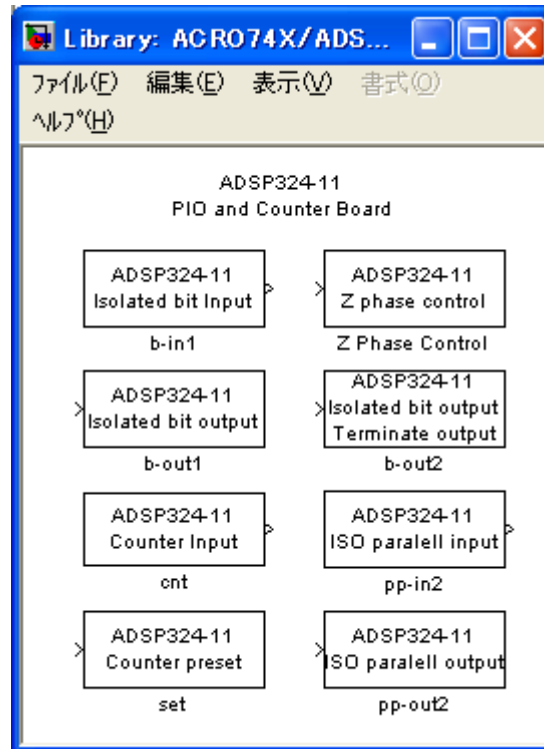 Library: ACRO74X/ADS...
ファイル(F) 編集(E) 表示(V) 書式(O)
ヘルプ(H)
ADSP324-11
PIO and Counter Board
ADSP324-11
Isolated bit Input
b-in1
ADSP324-11
Z phase control
Z Phase Control
ADSP324-11
Isolated bit output
b-out1
ADSP324-11
Isolated bit output
Terminate output
b-out2
ADSP324-11
Counter Input
cnt
ADSP324-11
ISO paralell input
pp-in2
ADSP324-11
Counter preset
set
ADSP324-11
ISO paralell output
pp-out2